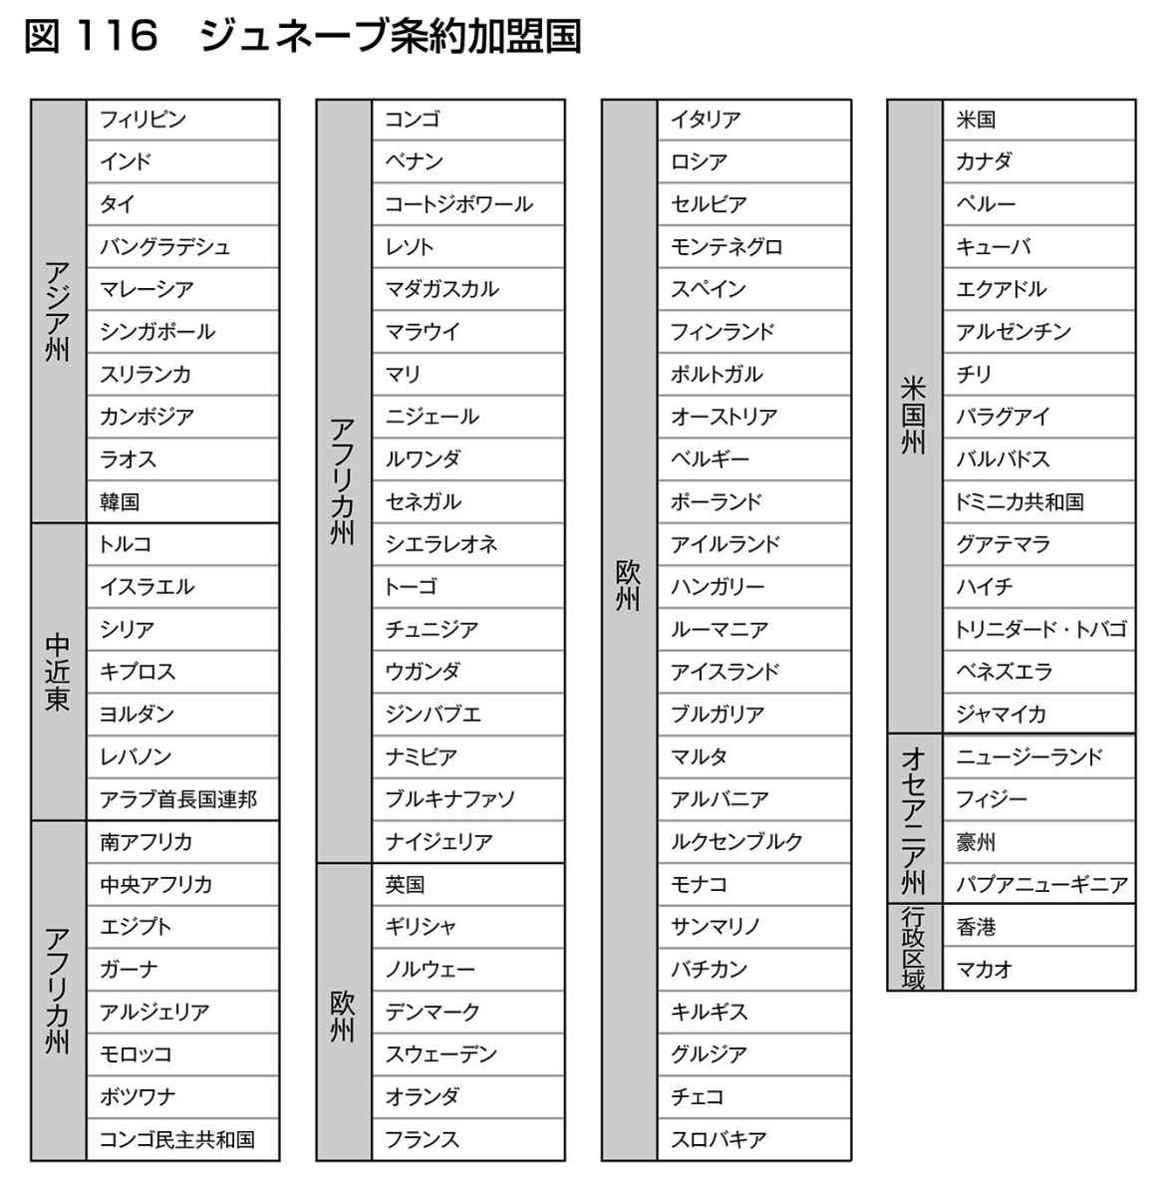 図 116 ジュネーブ条約加盟国
アジア州
フィリピン
インド
タイ
バングラデシュ
マレーシア
シンガポール
スリランカ
カンボジア
ラオス
韓国
中近東
トルコ
イスラエル
シリア
キプロス
ヨルダン
レバノン
アラブ首長国連邦
アフリカ州
南アフリカ
中央アフリカ
エジプト
ガーナ
アルジェリア
モロッコ
ボツワナ
コンゴ民主共和国
アフリカ州
コンゴ
ベナン
コートジボワール
レソト
マダガスカル
マラウイ
マリ
ニジェール
ルワンダ
セネガル
シエラレオネ
トーゴ
チュニジア
ウガンダ
ジンバブエ
ナミビア
ブルキナファソ
ナイジェリア
欧州
英国
ギリシャ
ノルウェー
デンマーク
スウェーデン
オランダ
フランス
欧州
イタリア
ロシア
セルビア
モンテネグロ
スペイン
フィンランド
ポルトガル
オーストリア
ベルギー
ポーランド
アイルランド
ハンガリー
ルーマニア
アイスランド
ブルガリア
マルタ
アルバニア
ルクセンブルク
モナコ
サンマリノ
バチカン
キルギス
グルジア
チェコ
スロバキア
米国州
米国
カナダ
ペルー
キューバ
エクアドル
アルゼンチン
チリ
パラグアイ
バルバドス
ドミニカ共和国
グアテマラ
ハイチ
トリニダード・トバゴ
ベネズエラ
ジャマイカ
オセアニア州
ニュージーランド
フィジー
豪州
パプアニューギニア
行政区域
香港
マカオ